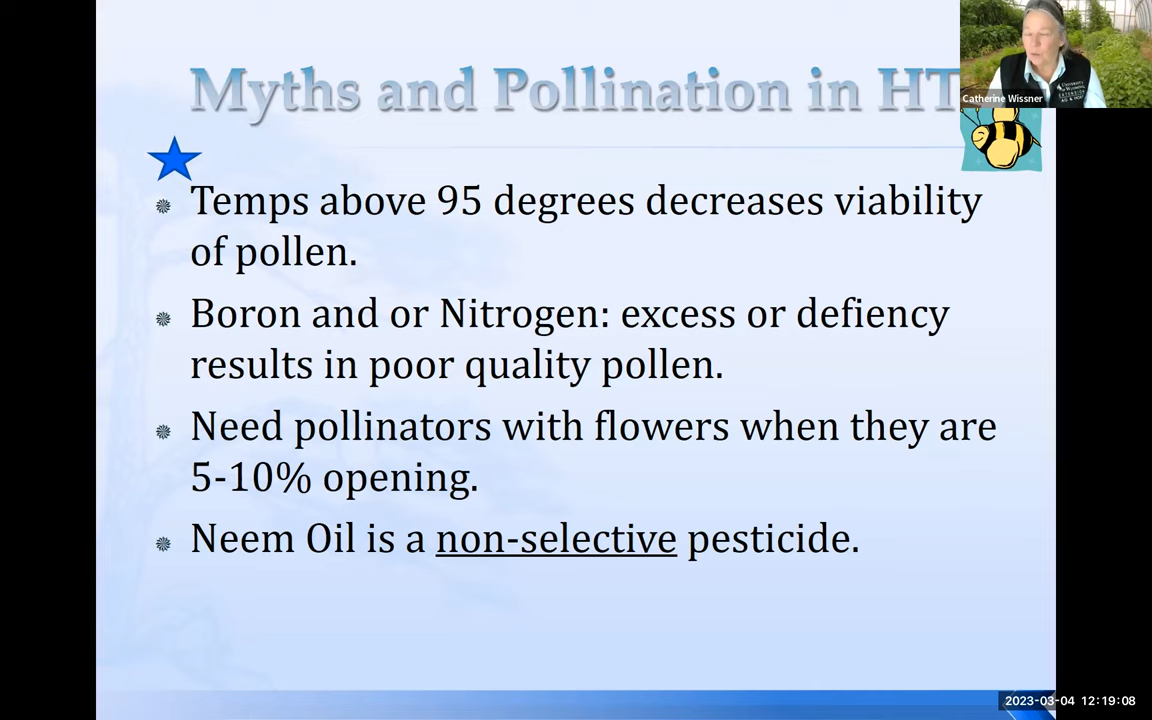 Myths and Pollination in HT
Catherine Wissner
Temps above 95 degrees decreases viability
of pollen.
Boron and or Nitrogen: excess or defiency
results in poor quality pollen.
Need pollinators with flowers when they are
5-10% opening.
Neem Oil is a non-selective pesticide.
2023-03-04 12:19:08